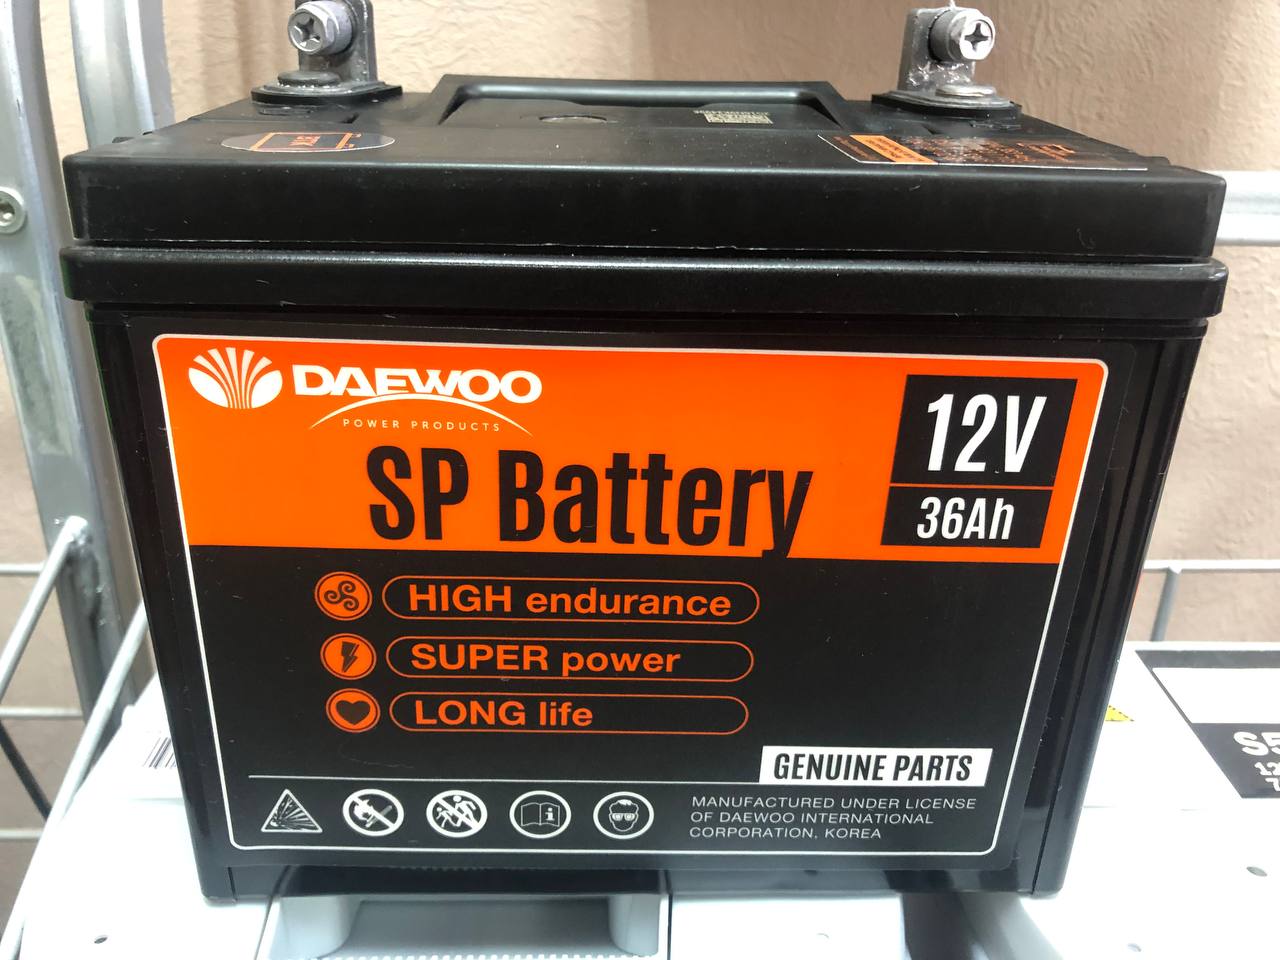 DAEWOO
POWER PRODUCTS
SP Battery
12V
36Ah
HIGH endurance
SUPER power
LONG life
GENUINE PARTS
MANUFACTURED UNDER LICENSE
OF DAEWOO INTERNATIONAL
CORPORATION, KOREA